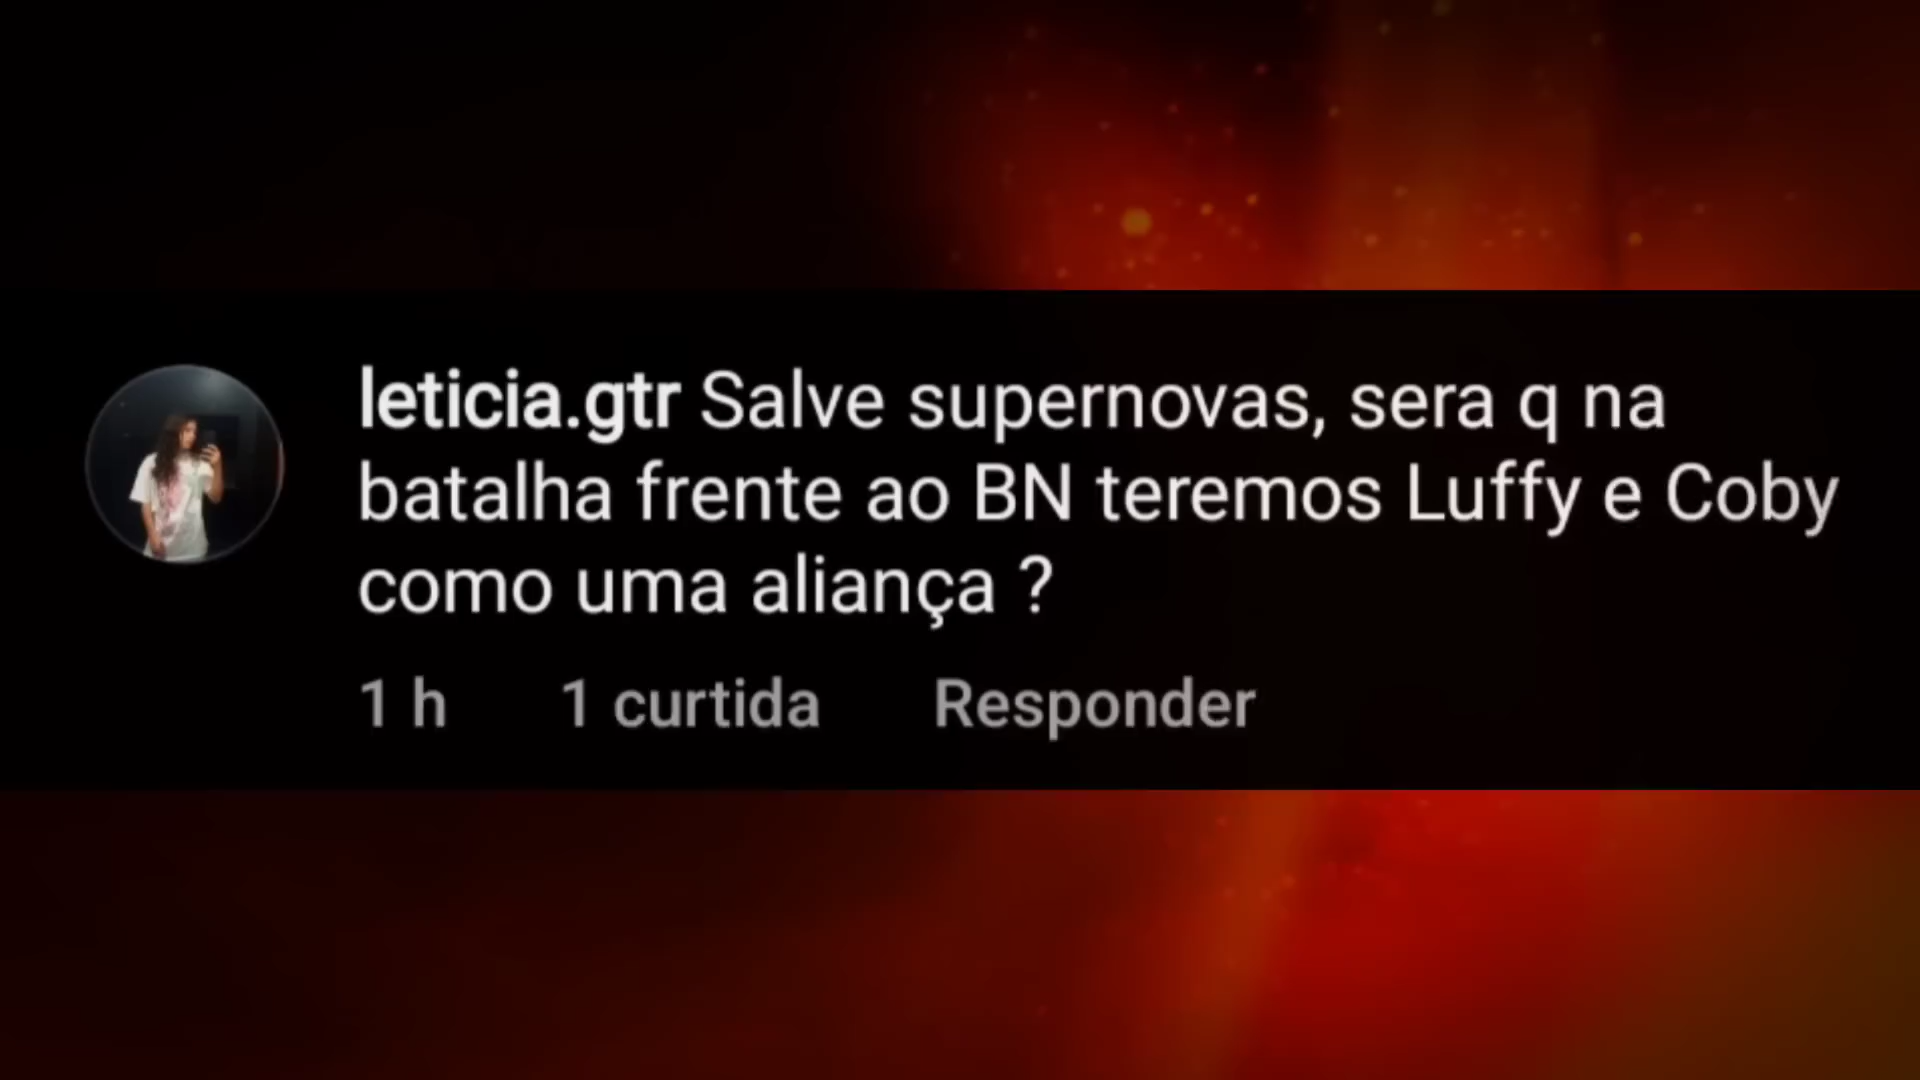 leticia.gtr Salve supernovas, sera q na
batalha frente ao BN teremos Luffy e Coby
como uma aliança ?
1 h 1 curtida Responder